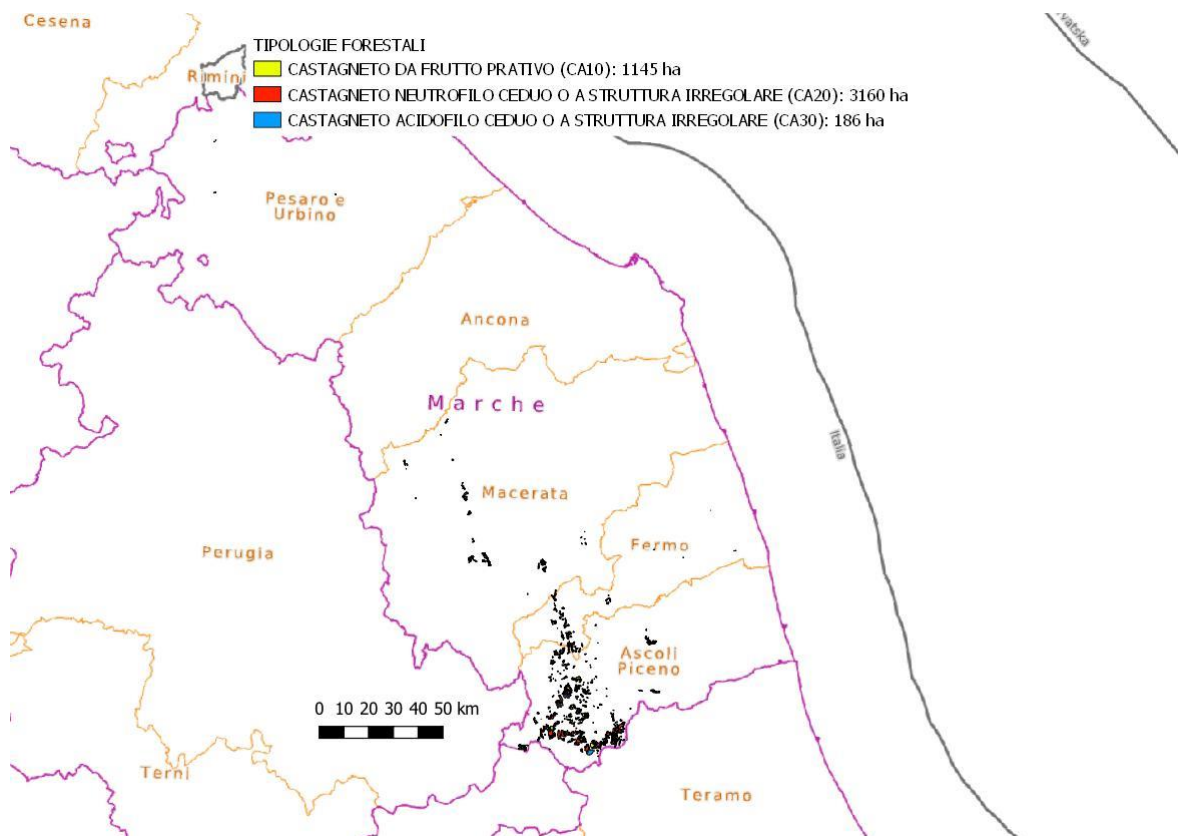 Cesena
rvatska
TIPOLOGIE FORESTALI
Rimini
CASTAGNETO DA FRUTTO PRATIVO (CA10): 1145 ha
CASTAGNETO NEUTROFILO CEDUO O A STRUTTURA IRREGOLARE (CA20): 3160 ha
CASTAGNETO ACIDOFILO CEDUO O A STRUTTURA IRREGOLARE (CA30): 186 ha
Pesaro e
Urbino
Ancona
Marche
Italia
Macerata
Fermo
Perugia
Ascoli
Piceno
0 10 20 30 40 50 km
Terni
Teramo